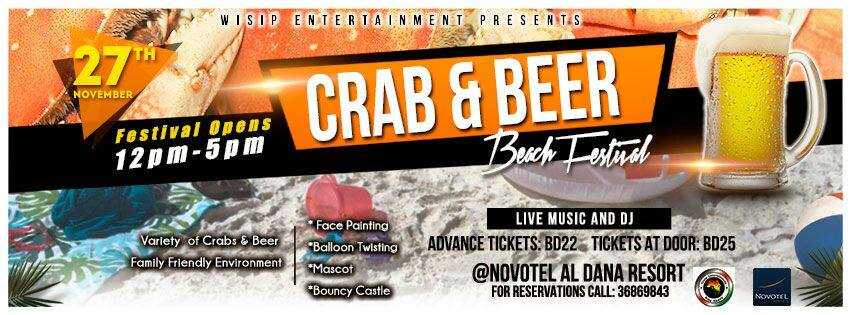 WISIP ENTERTAINMENT PRESENTS
27TH
NOVEMBER
Festival Opens
12pm-5pm
CRAB & BEER
Beach Festival
LIVE MUSIC AND DJ
Variety of Crabs & Beer
Family Friendly Environment
* Face Painting
*Balloon Twisting
*Mascot
*Bouncy Castle
ADVANCE TICKETS: BD22 TICKETS AT DOOR: BD25
@NOVOTEL AL DANA RESORT
FOR RESERVATIONS CALL: 36869843
NOVOTEL